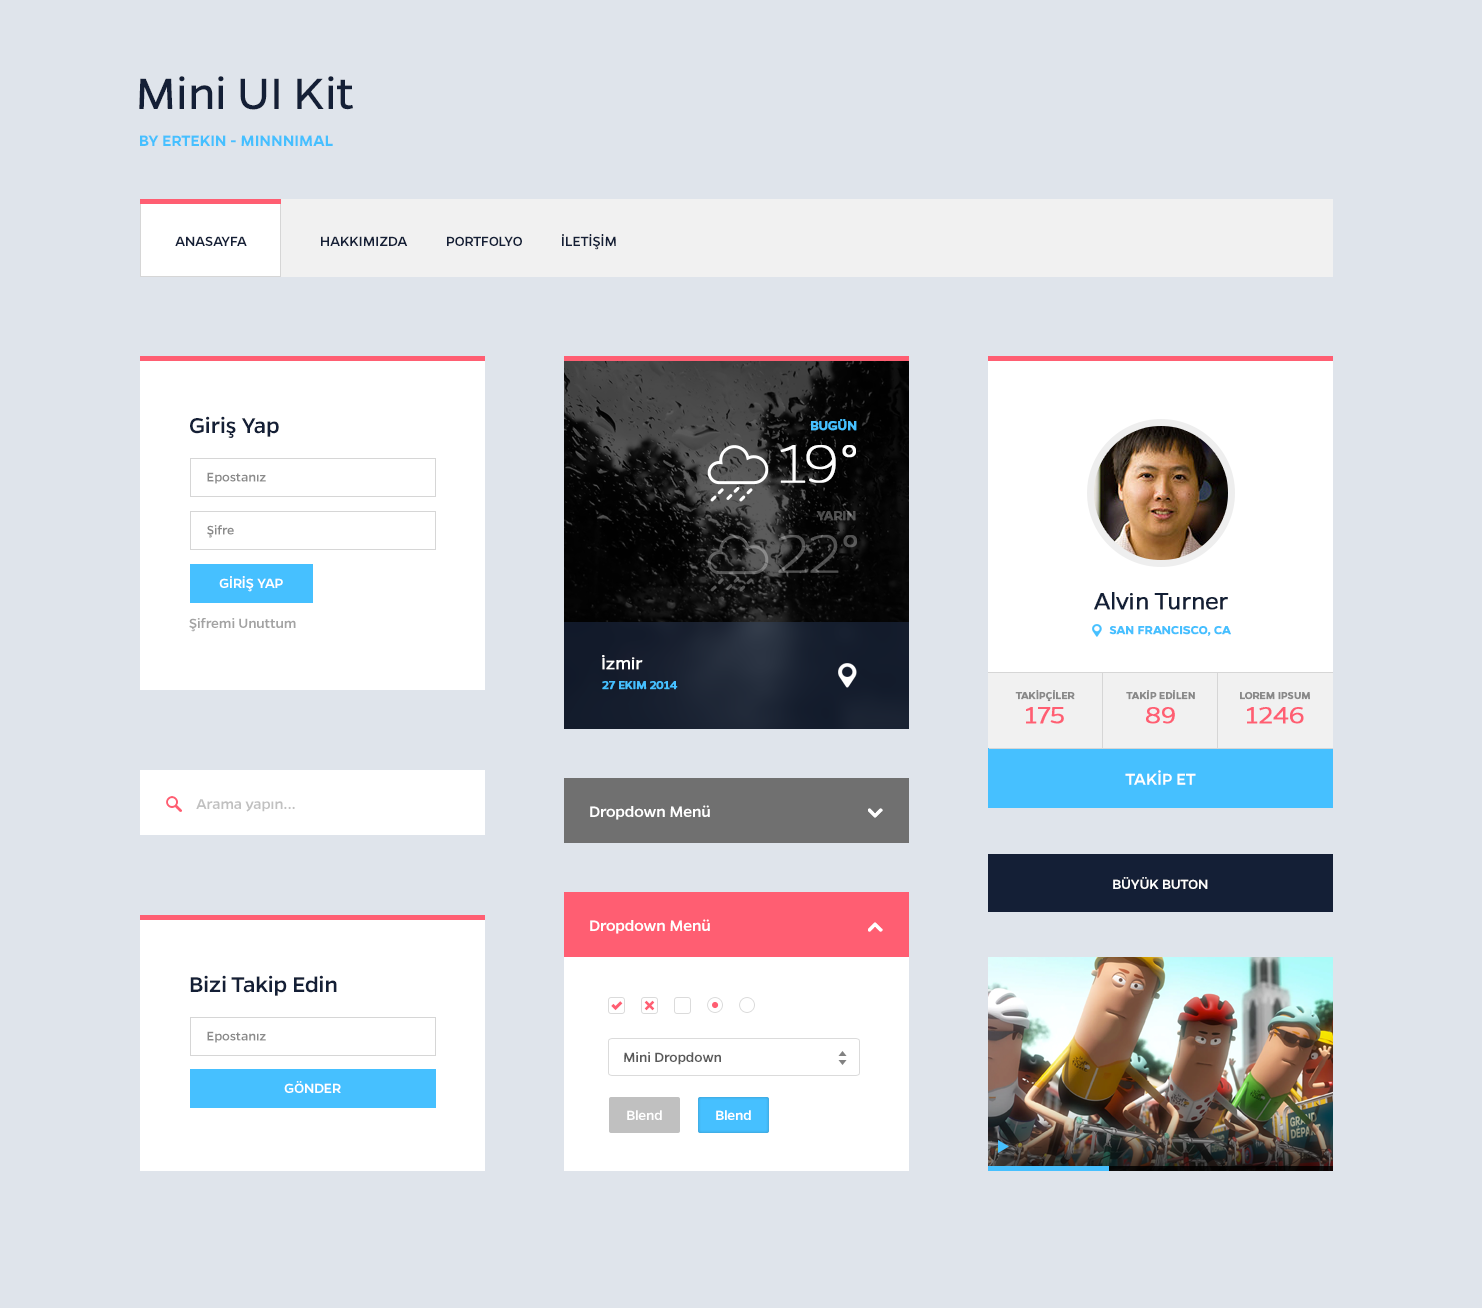 Mini UI Kit
BY ERTEKIN - MINNNIMAL
ANASAYFA
HAKKIMIZDA
PORTFOLYO
İLETİŞİM
Giriş Yap
Epostanız
Şifre
GİRİŞ YAP
Şifremi Unuttum
Arama yapın...
Bizi Takip Edin
Epostanız
GÖNDER
BUGÜN
19°
YARIN
22°
İzmir
27 EKIM 2014
Dropdown Menü
Dropdown Menü
Mini Dropdown
Blend
Blend
Alvin Turner
SAN FRANCISCO, CA
TAKİPÇİLER
175
TAKİP EDİLEN
89
LOREM IPSUM
1246
TAKİP ET
BÜYÜK BUTON
GRAND
DÉPA